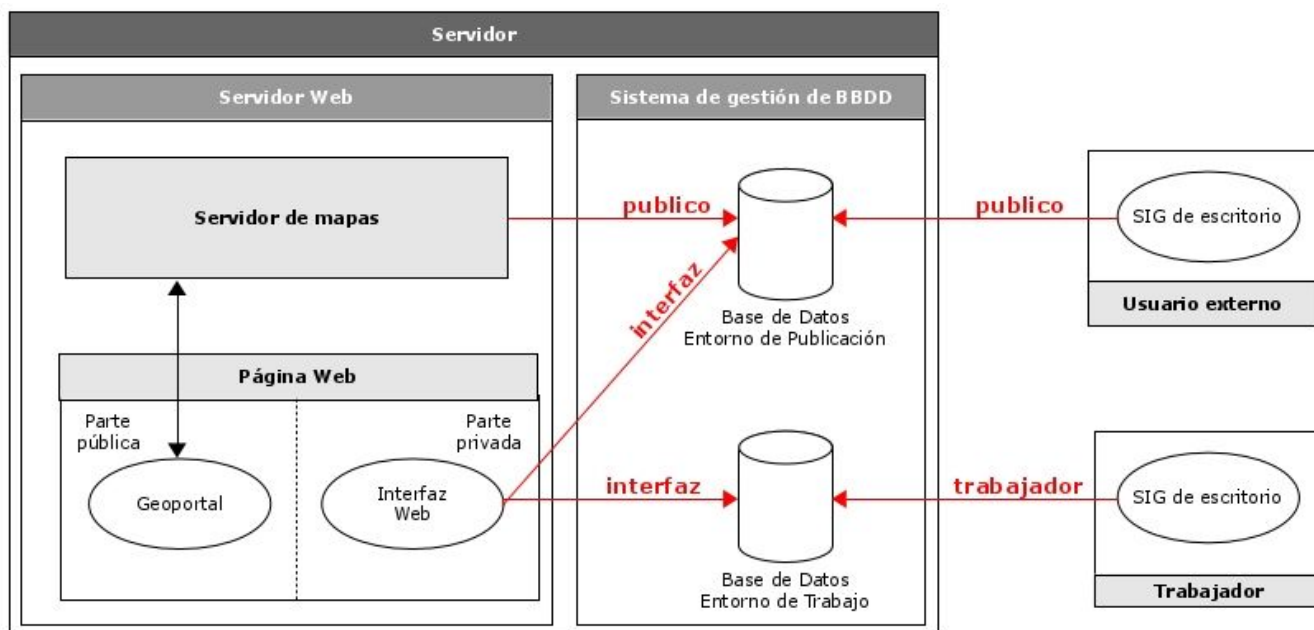 Servidor
Servidor Web
Sistema de gestión de BBDD
Servidor de mapas
publico
publico
SIG de escritorio
Usuario externo
interfaz
Base de Datos
Entorno de Publicación
Página Web
Parte
pública
Parte
privada
Geoportal
Interfaz
Web
interfaz
trabajador
SIG de escritorio
Base de Datos
Entorno de Trabajo
Trabajador